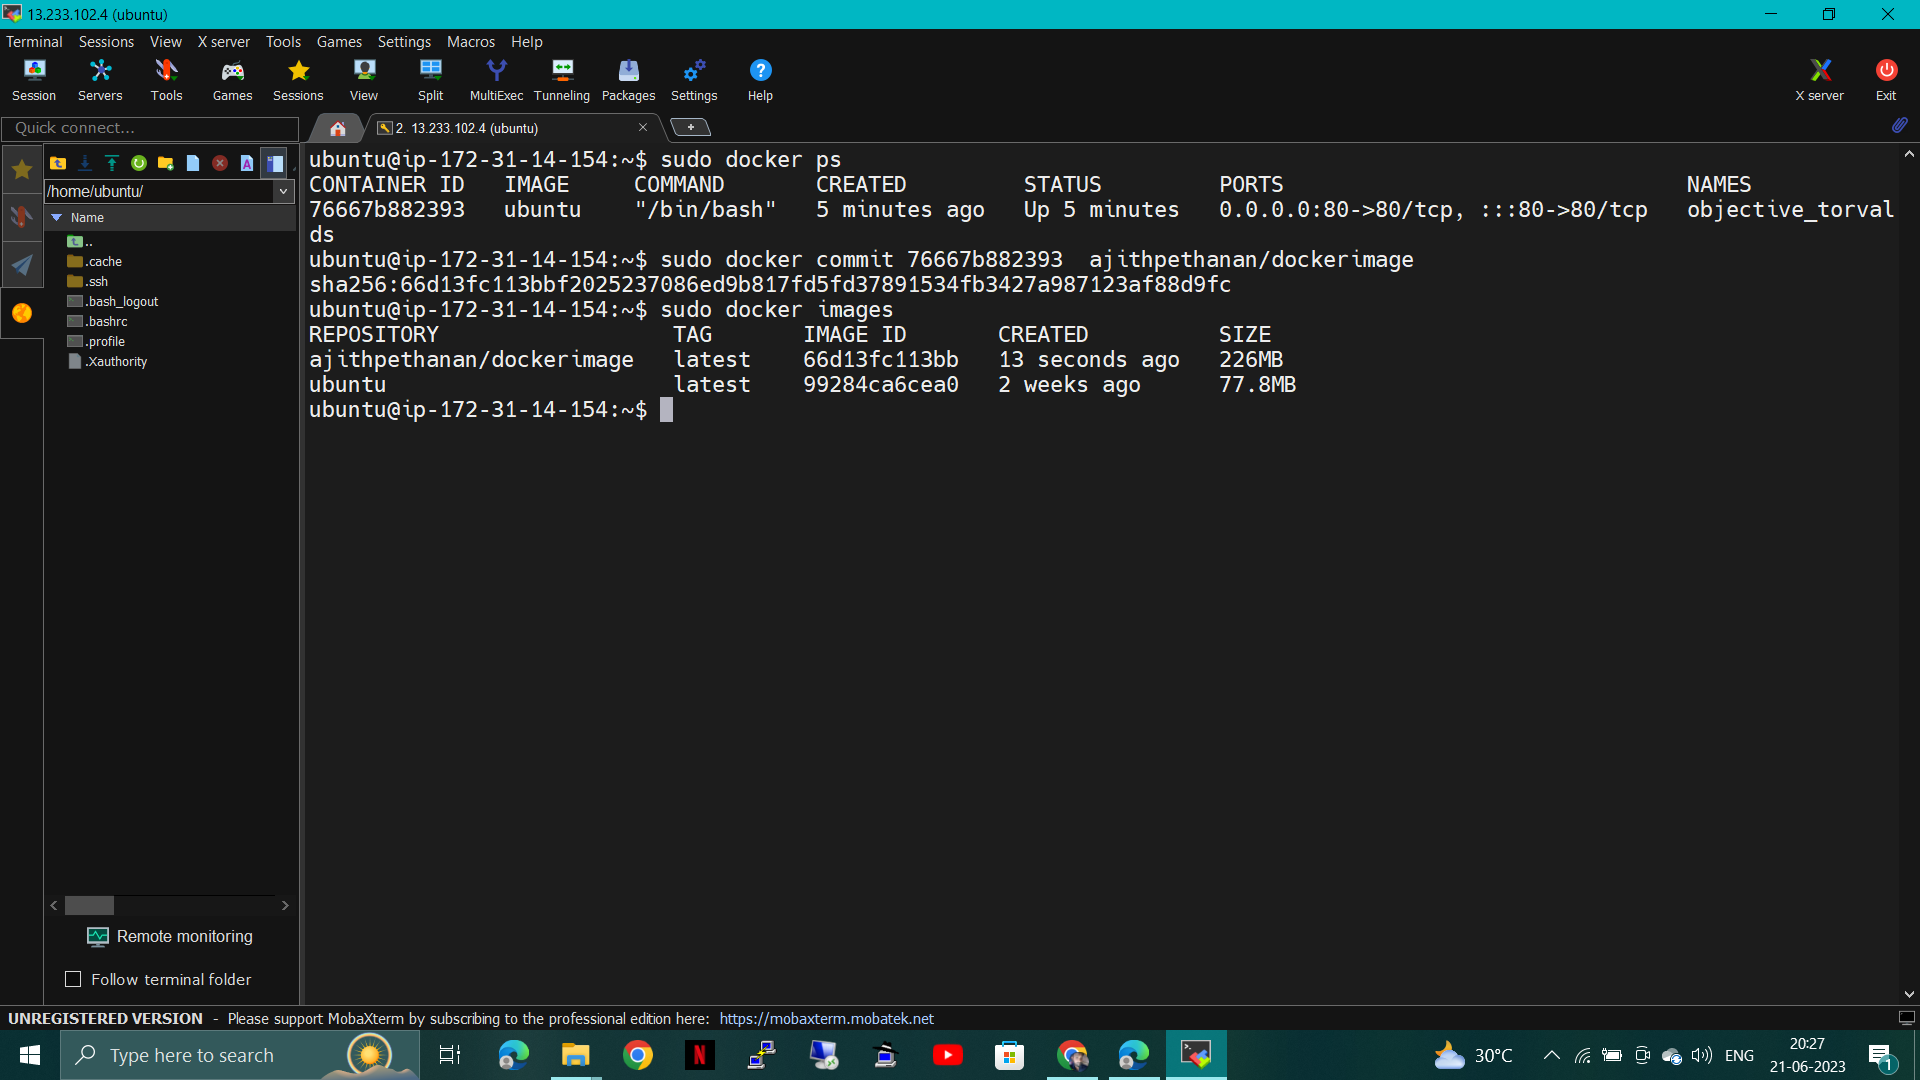 13.233.102.4 (ubuntu)
Terminal Sessions View X server Tools Games Settings Macros Help
Session Servers Tools Games Sessions View Split MultiExec Tunneling Packages Settings Help X server Exit
Quick connect...
2. 13.233.102.4 (ubuntu)
/home/ubuntu/
Name
..
.cache
.ssh
.bash_logout
.bashrc
.profile
.Xauthority
Remote monitoring
Follow terminal folder
ubuntu@ip-172-31-14-154:~$ sudo docker ps
CONTAINER ID IMAGE COMMAND CREATED STATUS PORTS NAMES
76667b882393 ubuntu "/bin/bash" 5 minutes ago Up 5 minutes 0.0.0.0:80->80/tcp, :::80->80/tcp objective_torval
ds
ubuntu@ip-172-31-14-154:~$ sudo docker commit 76667b882393 ajithpethanan/dockerimage
sha256:66d13fc113bbf2025237086ed9b817fd5fd37891534fb3427a987123af88d9fc
ubuntu@ip-172-31-14-154:~$ sudo docker images
REPOSITORY TAG IMAGE ID CREATED SIZE
ajithpethanan/dockerimage latest 66d13fc113bb 13 seconds ago 226MB
ubuntu latest 99284ca6cea0 2 weeks ago 77.8MB
ubuntu@ip-172-31-14-154:~$
UNREGISTERED VERSION - Please support MobaXterm by subscribing to the professional edition here: https://mobaxterm.mobatek.net
Type here to search
30°C
ENG
20:27
21-06-2023
1